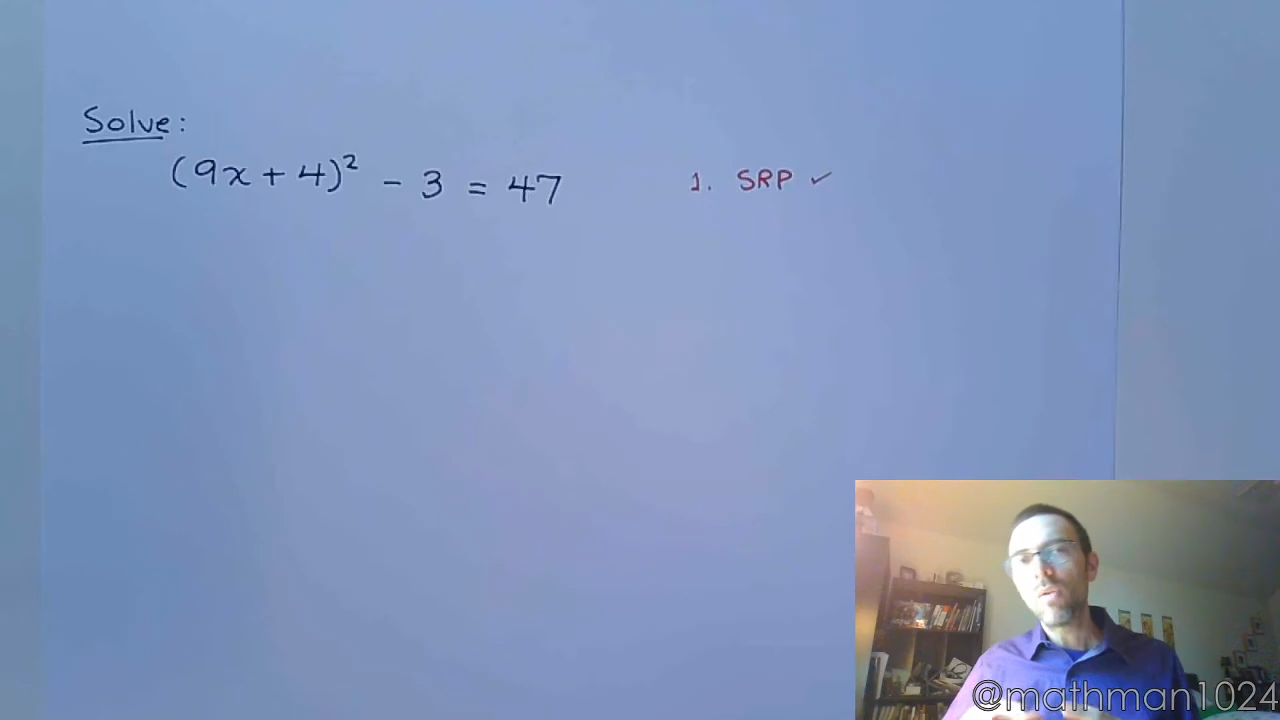 Solve:
(9x + 4)² - 3 = 47
1. SRP ✓
@mathman1024